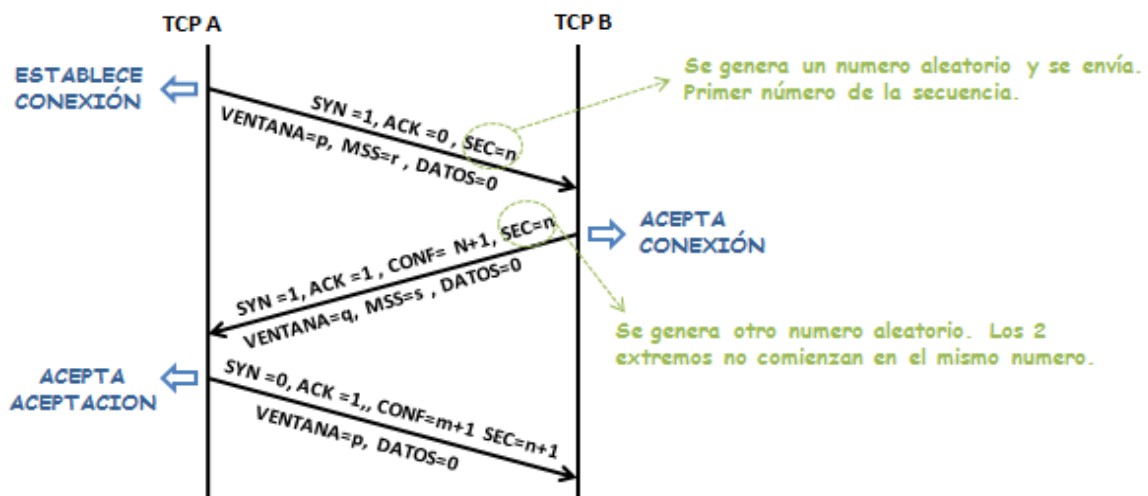 TCP A
TCP B
ESTABLECE
CONEXIÓN
SYN =1, ACK =0 , SEC=n
VENTANA=p, MSS=r , DATOS=0
Se genera un numero aleatorio y se envía.
Primer número de la secuencia.
ACEPTA
CONEXIÓN
SYN =1, ACK =1 , CONF= N+1, SEC=n
VENTANA=q, MSS=s , DATOS=0
Se genera otro numero aleatorio. Los 2
extremos no comienzan en el mismo numero.
ACEPTA
ACEPTACION
SYN =0, ACK =1,, CONF=m+1 SEC=n+1
VENTANA=p, DATOS=0